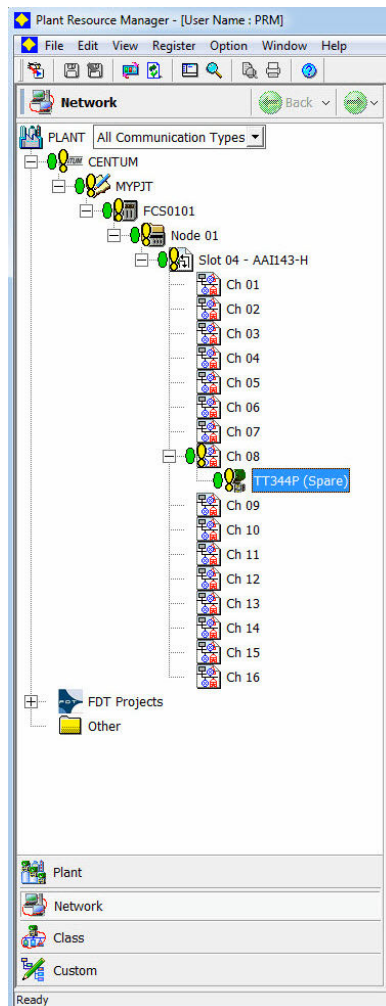 Plant Resource Manager - [User Name : PRM]
File Edit View Register Option Window Help
Network Back
PLANT All Communication Types
CENTUM
MYPJT
FCS0101
Node 01
Slot 04 - AAI143-H
Ch 01
Ch 02
Ch 03
Ch 04
Ch 05
Ch 06
Ch 07
Ch 08
TT344P (Spare)
Ch 09
Ch 10
Ch 11
Ch 12
Ch 13
Ch 14
Ch 15
Ch 16
FDT Projects
Other
Plant
Network
Class
Custom
Ready